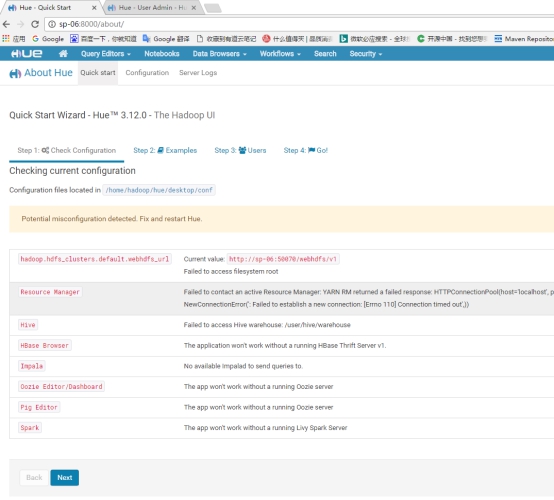 Hue - Quick Start
Hue - User Admin - H
sp-06:8000/about/
应用 Google 百度一下，你就知道 Google 翻译 收藏到有道云笔记 什么值得买 | 品质消 微软必应搜索 - 全球 开源中国 - 找到您想 Maven Reposito
HUE Query Editors Notebooks Data Browsers Workflows Search Security
About Hue Quick start Configuration Server Logs
Quick Start Wizard - Hue™ 3.12.0 - The Hadoop UI
Step 1: Check Configuration Step 2: Examples Step 3: Users Step 4: Go!
Checking current configuration
Configuration files located in /home/hadoop/hue/desktop/conf
Potential misconfiguration detected. Fix and restart Hue.
hadoop.hdfs_clusters.default.webhdfs_url Current value: http://sp-06:50070/webhdfs/v1
Failed to access filesystem root
Resource Manager Failed to contact an active Resource Manager: YARN RM returned a failed response: HTTPConnectionPool(host='localhost', p
NewConnectionError(': Failed to establish a new connection: [Errno 110] Connection timed out',))
Hive Failed to access Hive warehouse: /user/hive/warehouse
HBase Browser The application won't work without a running HBase Thrift Server v1.
Impala No available Impalad to send queries to.
Oozie Editor/Dashboard The app won't work without a running Oozie server
Pig Editor The app won't work without a running Oozie server
Spark The app won't work without a running Livy Spark Server
Back Next